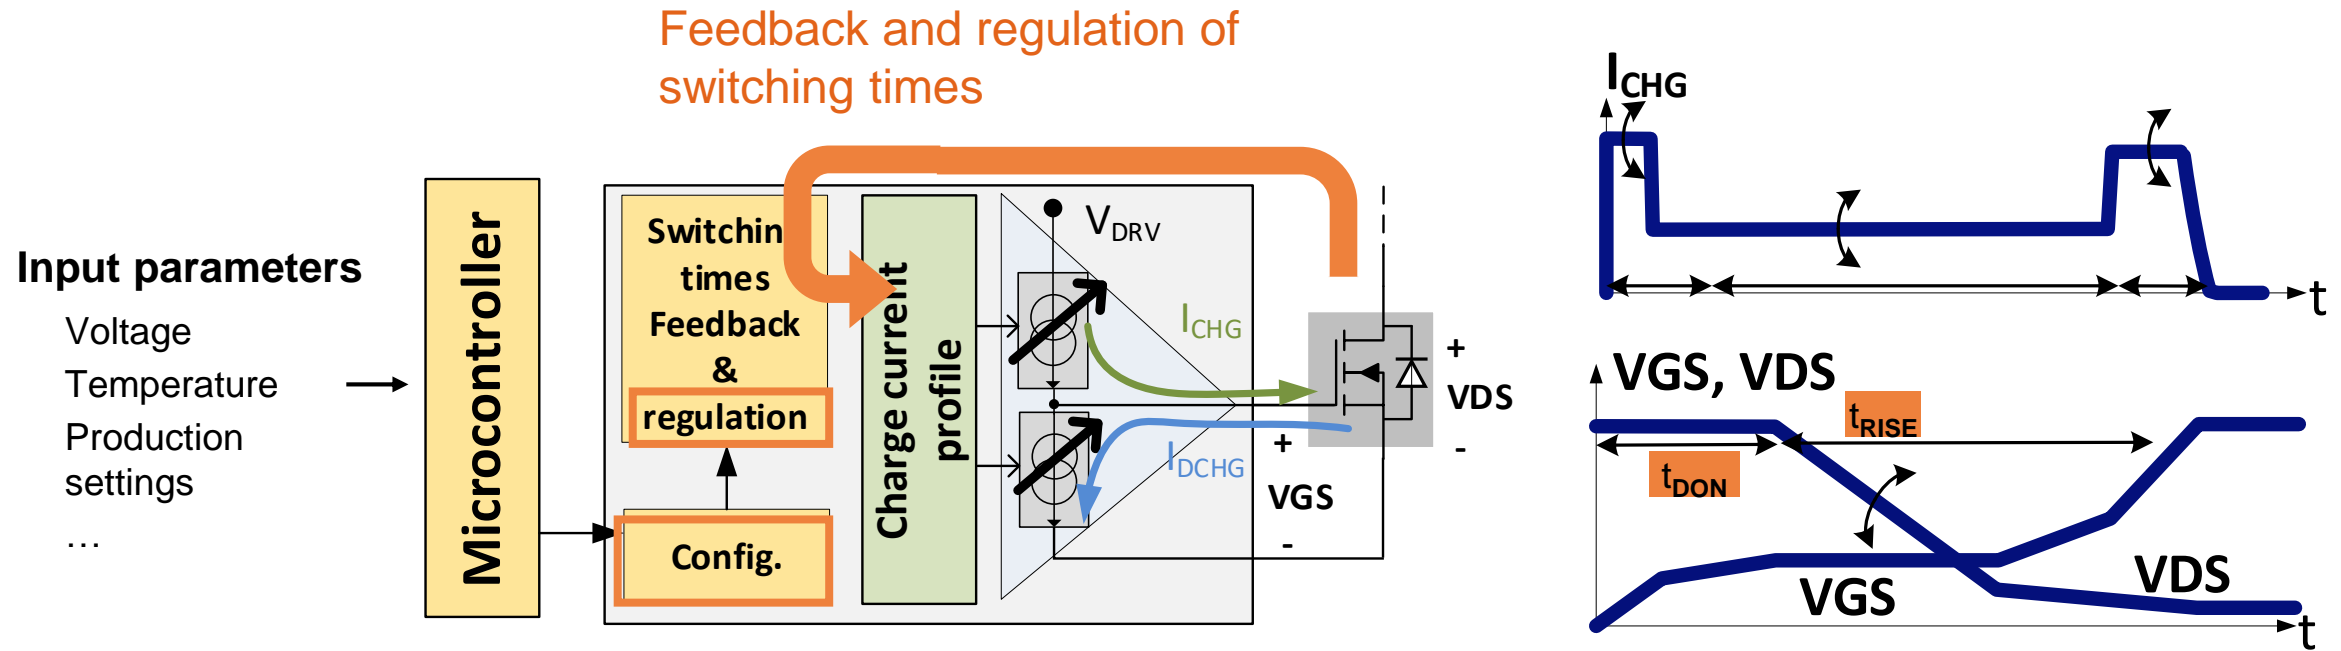 Feedback and regulation of
switching times
Input parameters
Voltage
Temperature
Production
settings
…
Microcontroller
Switchin
times
Feedback
&
regulation
Config.
Charge current
profile
VDRV
ICHG
IDCHG
+
VDS
-
+
VGS
-
ICHG
t
VGS, VDS
tRISE
tDON
VGS
VDS
t